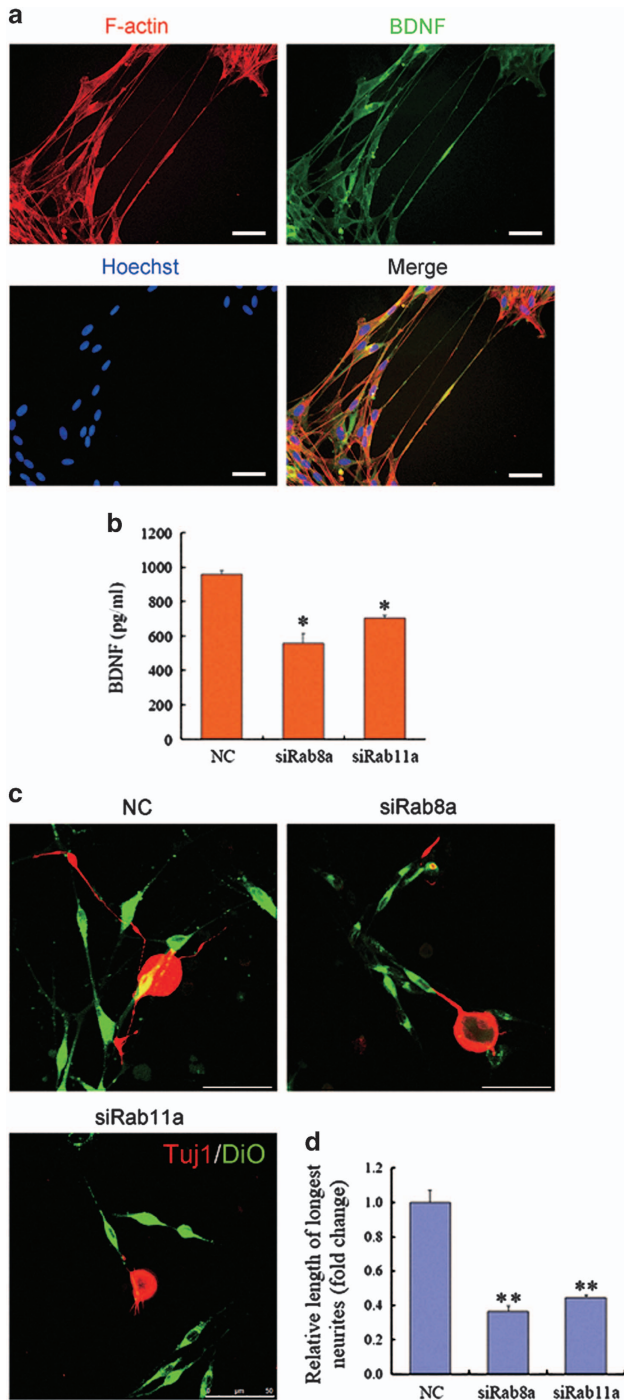 a
F-actin
BDNF
Hoechst
Merge
b
BDNF (pg/ml)
1200
1000
800
600
400
200
0
*
*
NC
siRab8a
siRab11a
c
NC
siRab8a
siRab11a
Tuj1/DiO
µm 50
d
Relative length of longest
neurites (fold change)
1.2
1.0
0.8
0.6
0.4
0.2
0.0
**
**
NC
siRab8a
siRab11a